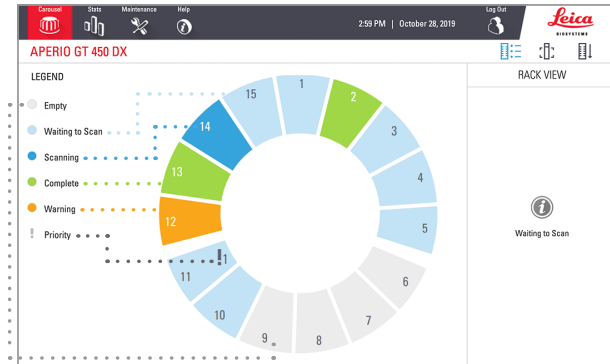 Carousel Stats Maintenance Help Log Out
2:59 PM | October 28, 2019
Leica
BIOSYSTEMS
APERIO GT 450 DX
LEGEND
RACK VIEW
Empty
Waiting to Scan
Scanning
Complete
Warning
! Priority
1
2
3
4
5
6
7
8
9
10
11
12
13
14
15
! 1
i
Waiting to Scan